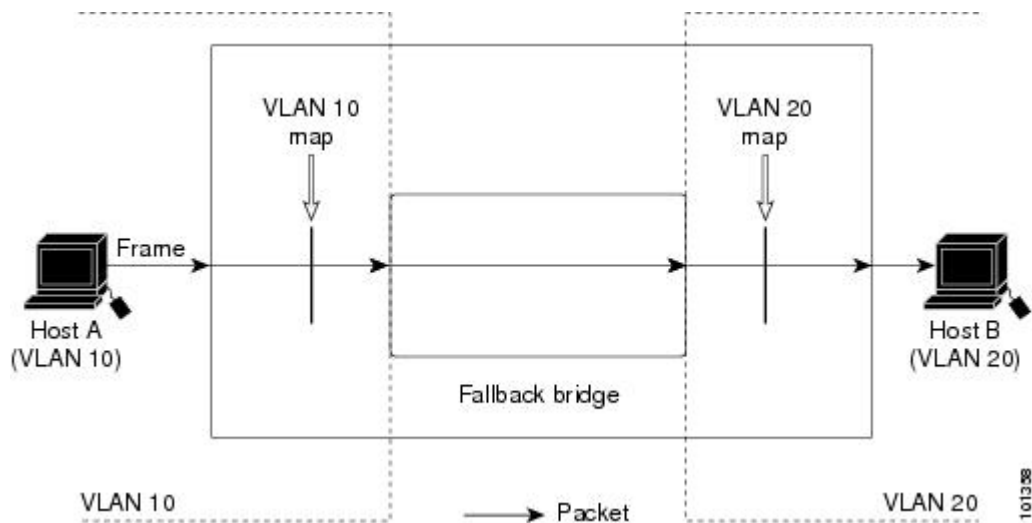 VLAN 10
map
VLAN 20
map
Frame
Host A
(VLAN 10)
Host B
(VLAN 20)
Fallback bridge
VLAN 10
Packet
VLAN 20
101358